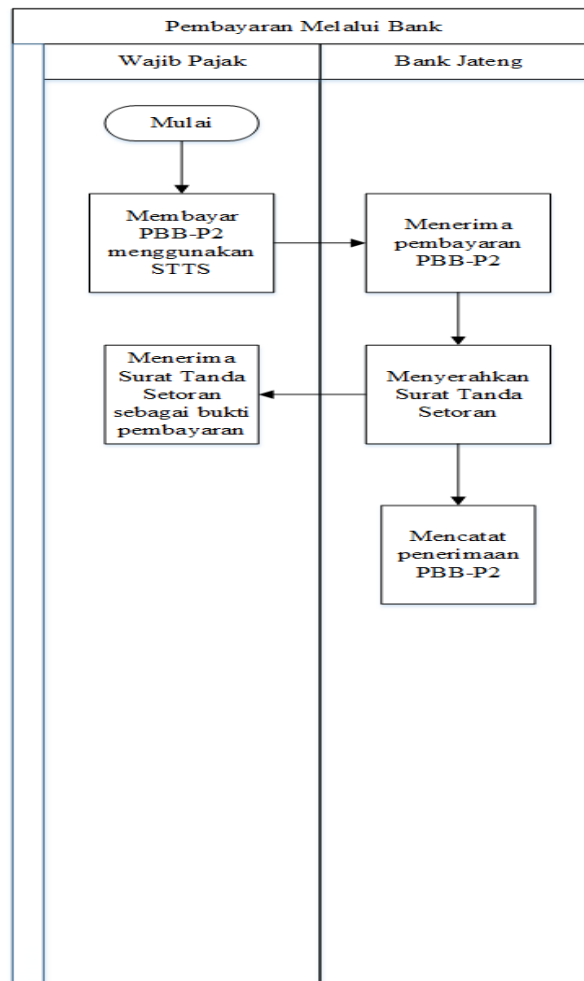 Pembayaran Melalui Bank
Wajib Pajak
Bank Jateng
Mulai
Membayar
PBB-P2
menggunakan
STTS
Menerima
pembayaran
PBB-P2
Menerima
Surat Tanda
Setoran
sebagai bukti
pembayaran
Menyerahkan
Surat Tanda
Setoran
Mencatat
penerimaan
PBB-P2